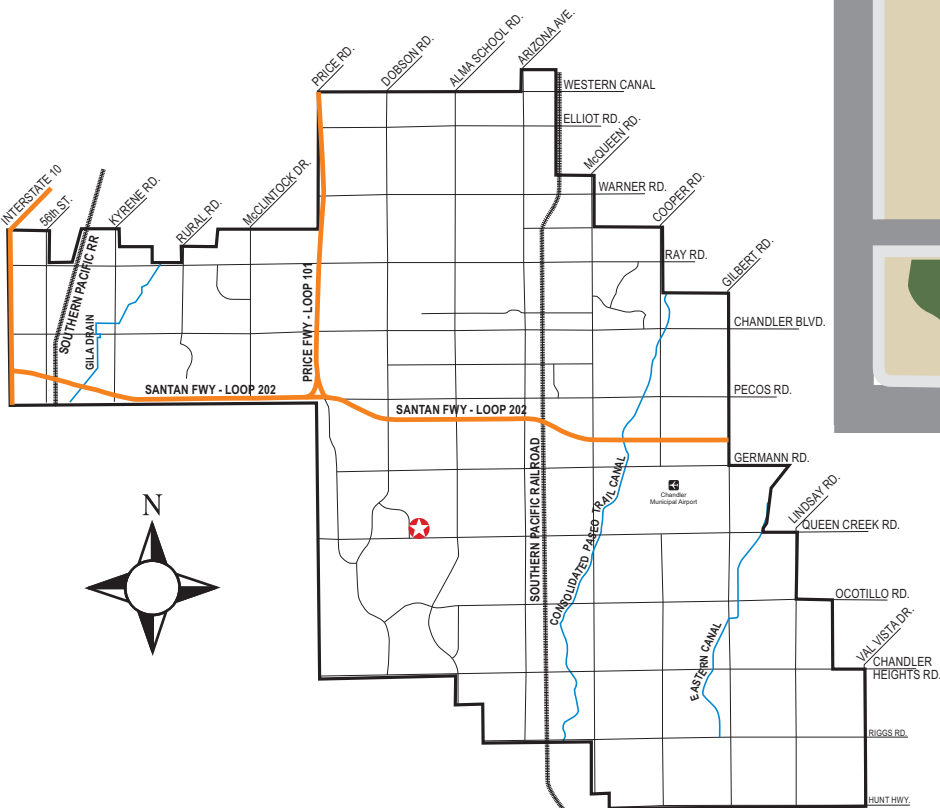 PRICE RD.
DOBSON RD.
ALMA SCHOOL RD.
ARIZONA AVE.
WESTERN CANAL
ELLIOT RD.
McQUEEN RD.
WARNER RD.
COOPER RD.
INTERSTATE 10
56th ST.
KYRENE RD.
RURAL RD.
McCLINTOCK DR.
RAY RD.
GILBERT RD.
SOUTHERN PACIFIC RR
GILA DRAIN
PRICE FWY - LOOP 101
CHANDLER BLVD.
SANTAN FWY - LOOP 202
PECOS RD.
SANTAN FWY - LOOP 202
GERMANN RD.
SOUTHERN PACIFIC RAILROAD
CONSOLIDATED PASEO TRAIL CANAL
Chandler
Municipal Airport
LINDSAY RD.
QUEEN CREEK RD.
N
OCOTILLO RD.
EASTERN CANAL
VAL VISTA DR.
CHANDLER
HEIGHTS RD.
RIGGS RD.
HUNT HWY.